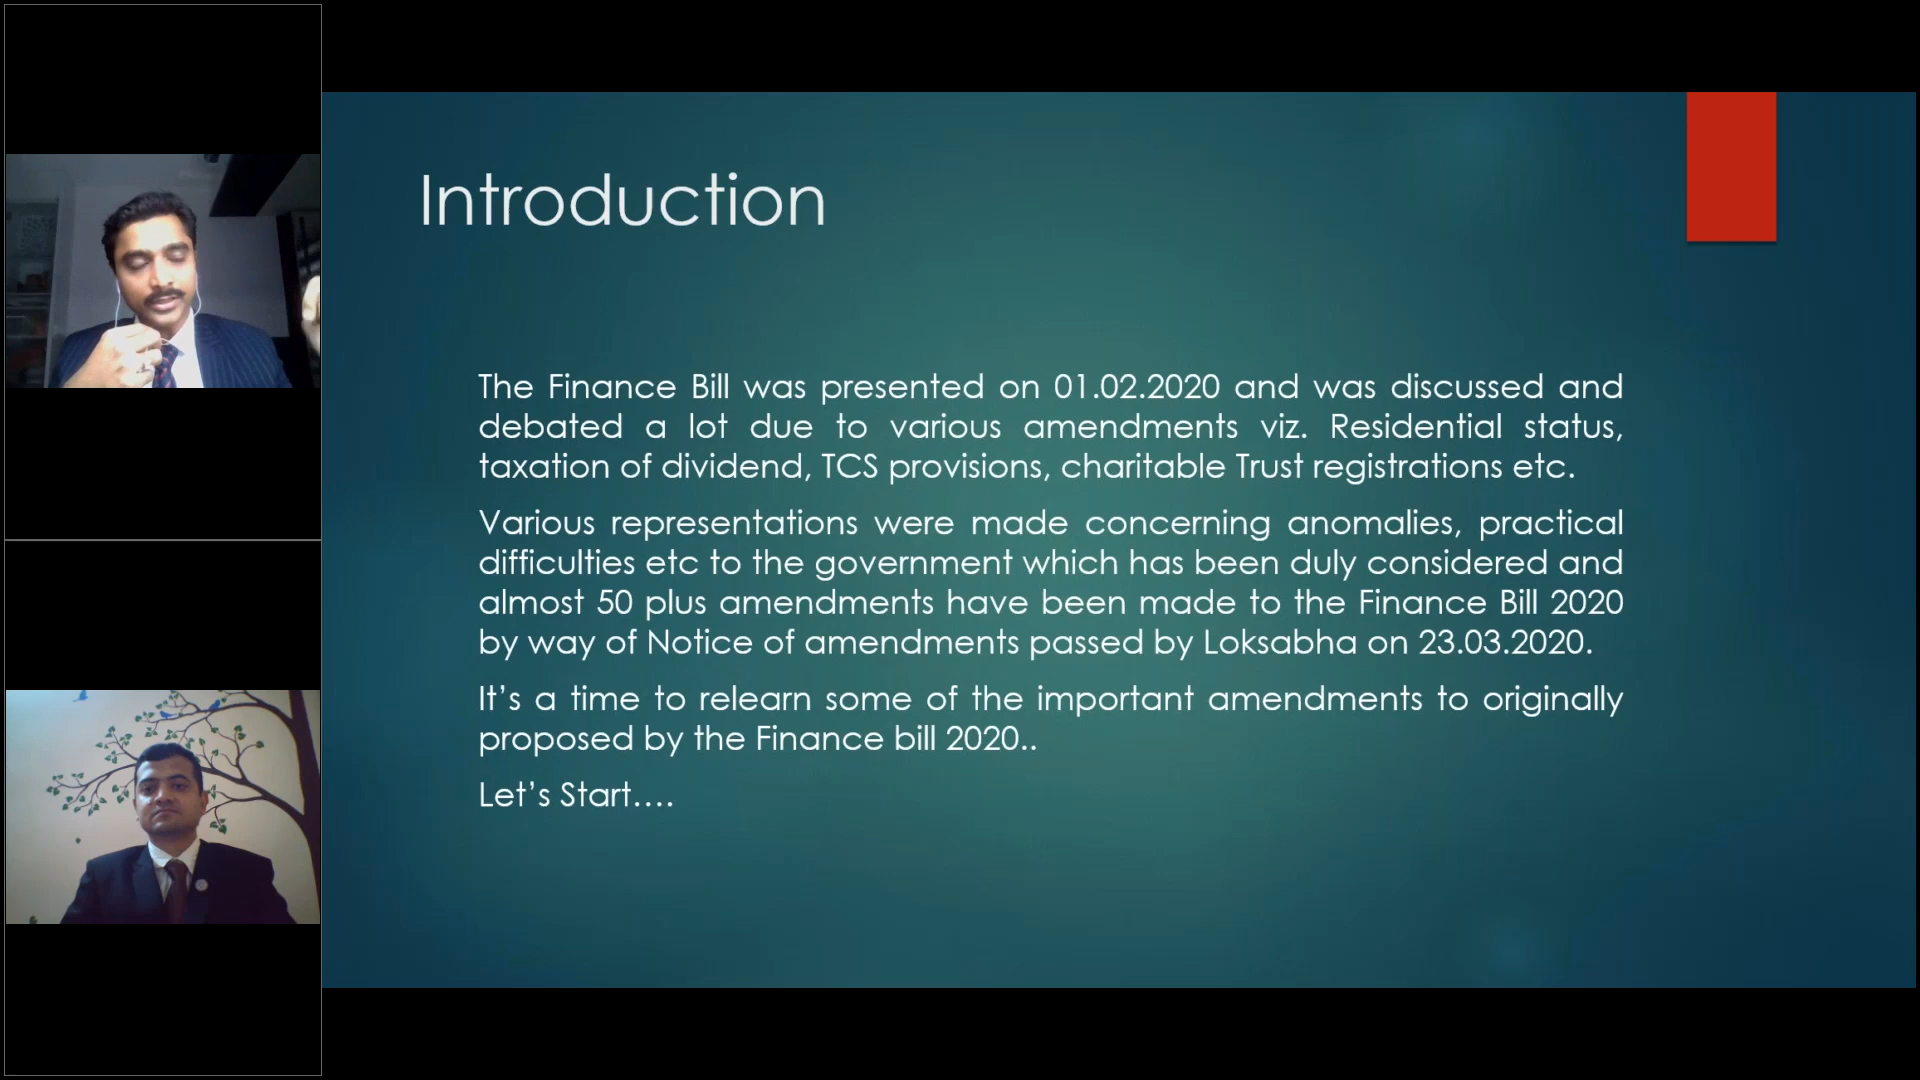 Introduction
The Finance Bill was presented on 01.02.2020 and was discussed and
debated a lot due to various amendments viz. Residential status,
taxation of dividend, TCS provisions, charitable Trust registrations etc.
Various representations were made concerning anomalies, practical
difficulties etc to the government which has been duly considered and
almost 50 plus amendments have been made to the Finance Bill 2020
by way of Notice of amendments passed by Loksabha on 23.03.2020.
It’s a time to relearn some of the important amendments to originally
proposed by the Finance bill 2020..
Let’s Start....